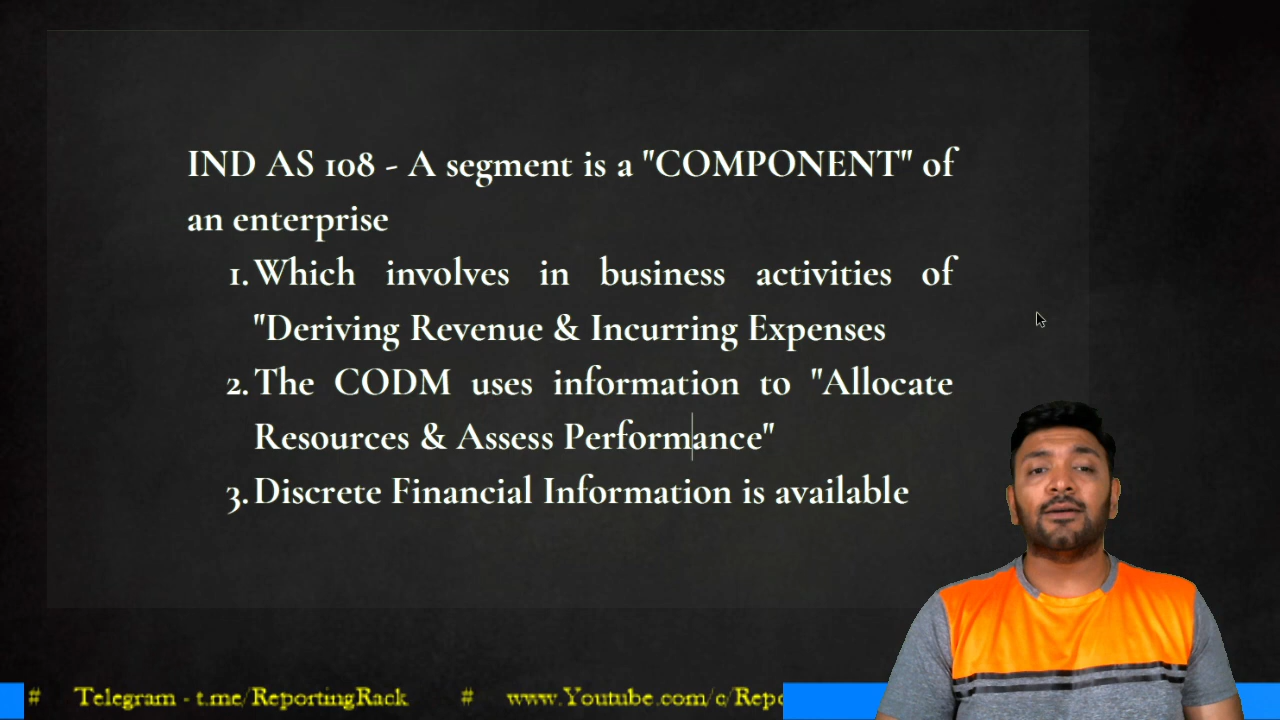 IND AS 108 - A segment is a "COMPONENT" of
an enterprise
1. Which involves in business activities of
"Deriving Revenue & Incurring Expenses
2. The CODM uses information to "Allocate
Resources & Assess Performance"
3. Discrete Financial Information is available
# Telegram - t.me/ReportingRack # www.Youtube.com/c/Repo